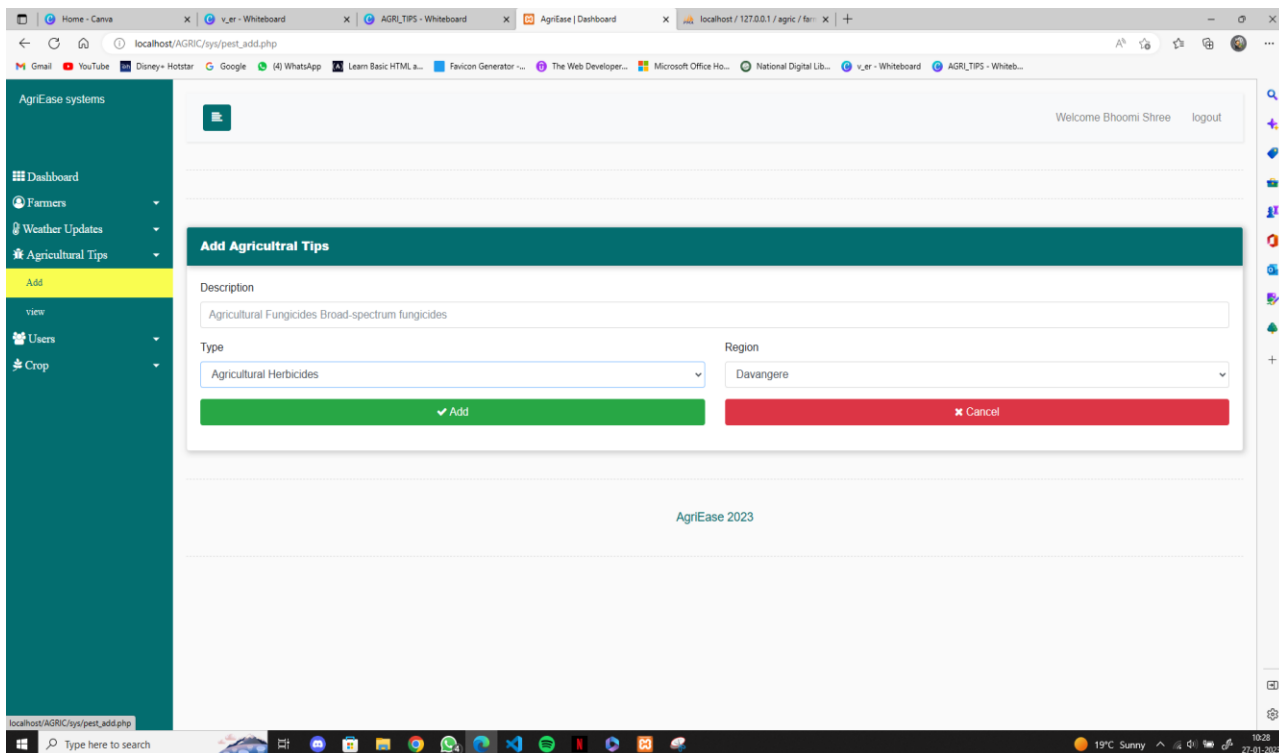 Home - Canva
v_er - Whiteboard
AGRI_TIPS - Whiteboard
AgriEase | Dashboard
localhost / 127.0.0.1 / agric / farm
localhost/AGRIC/sys/pest_add.php
Gmail YouTube Disney+ Hotstar Google (4) WhatsApp Learn Basic HTML a... Favicon Generator -... The Web Developer... Microsoft Office Ho... National Digital Lib... v_er - Whiteboard AGRI_TIPS - Whiteb...
AgriEase systems
Welcome Bhoomi Shree logout
Dashboard
Farmers
Weather Updates
Agricultural Tips
Add
view
Users
Crop
Add Agricultral Tips
Description
Agricultural Fungicides Broad-spectrum fungicides
Type Region
Agricultural Herbicides Davangere
Add Cancel
AgriEase 2023
localhost/AGRIC/sys/pest_add.php
Type here to search
19°C Sunny
10:28